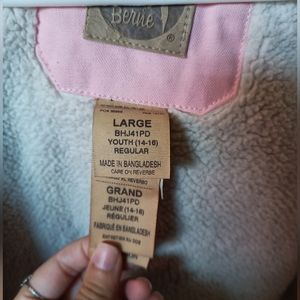 Berne
®
LARGE
BHJ41PD
YOUTH (14-16)
REGULAR
MADE IN BANGLADESH
CARE ON REVERSE
GRAND
BHJ41PD
JEUNE (14-16)
RÉGULIER
FABRIQUÉ EN BANGLADESH